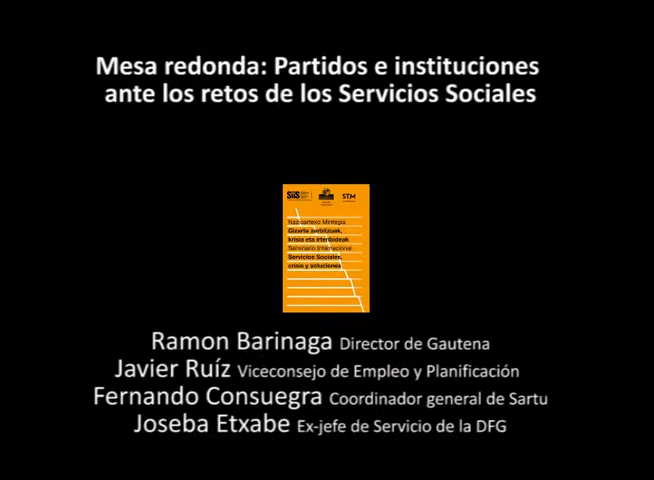 Mesa redonda: Partidos e instituciones
ante los retos de los Servicios Sociales
SiiS
STM
Nazioarteko Mintegia
Gizarte zerbitzuak,
krisia eta irtenbideak
Seminario Internacional
Servicios Sociales,
crisis y soluciones
Ramon Barinaga Director de Gautena
Javier Ruíz Viceconsejo de Empleo y Planificación
Fernando Consuegra Coordinador general de Sartu
Joseba Etxabe Ex-jefe de Servicio de la DFG